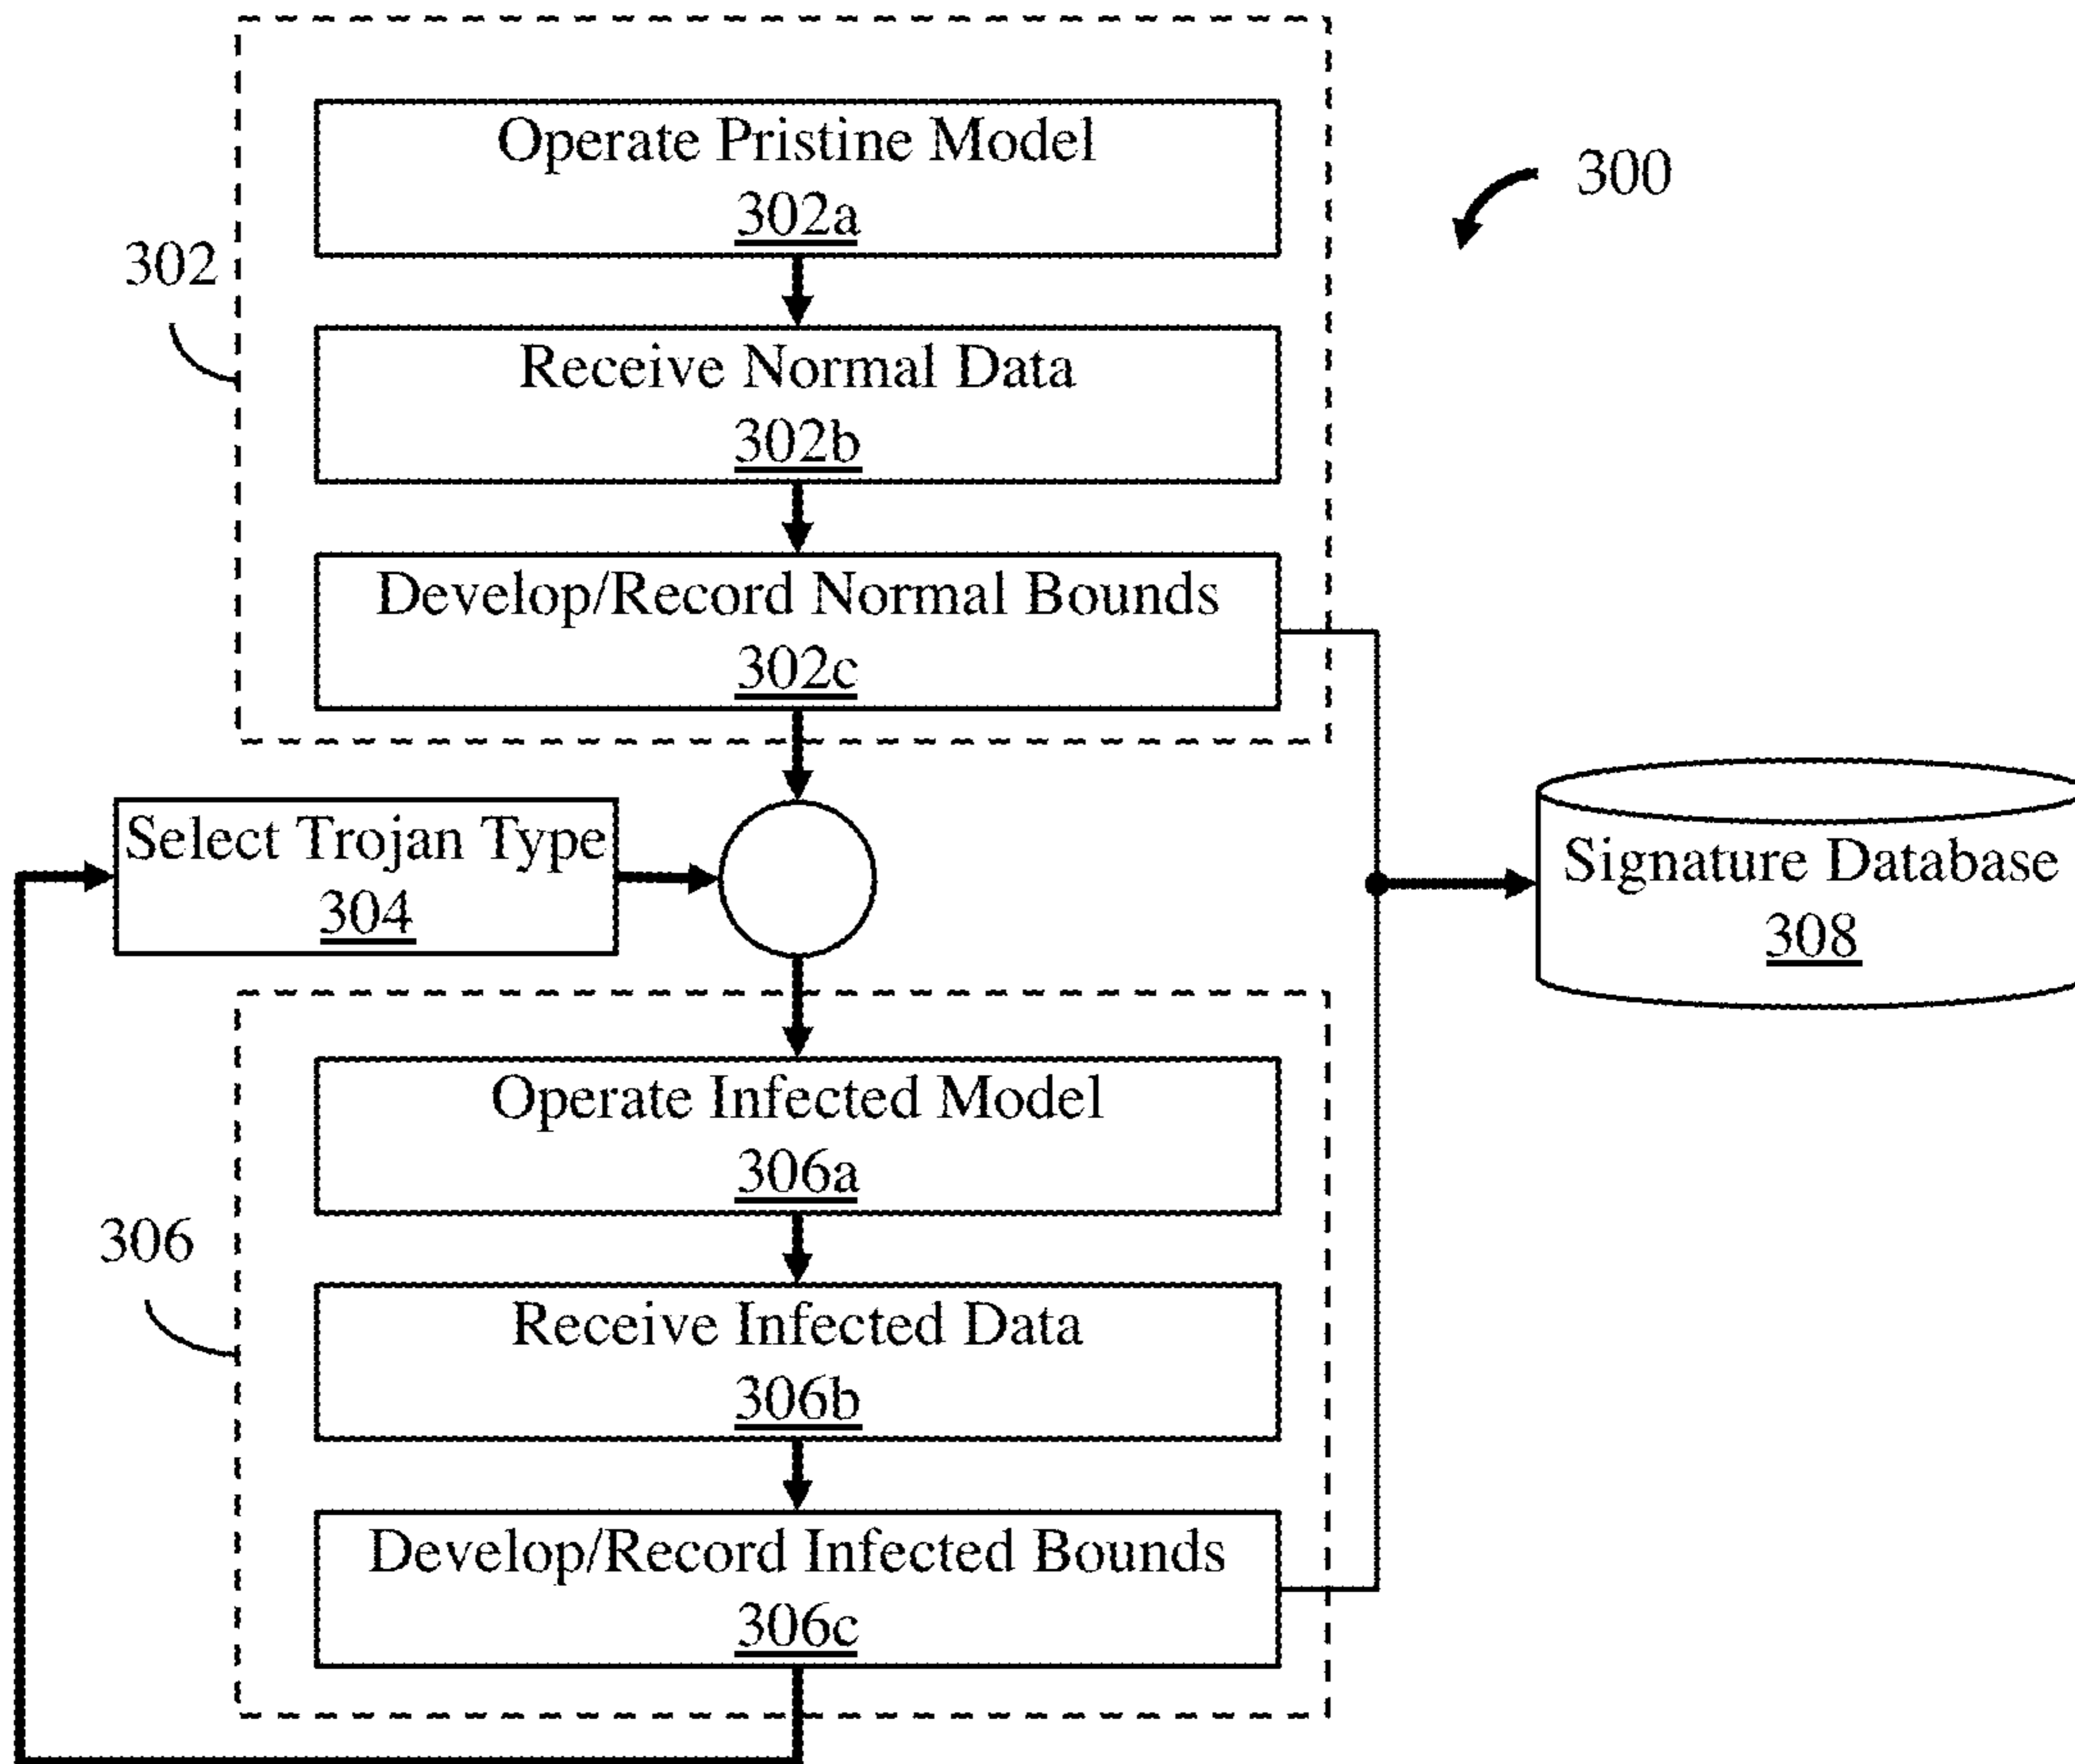 Operate Pristine Model
302a
300
302
Receive Normal Data
302b
Develop/Record Normal Bounds
302c
Select Trojan Type
304
Signature Database
308
Operate Infected Model
306a
306
Receive Infected Data
306b
Develop/Record Infected Bounds
306c